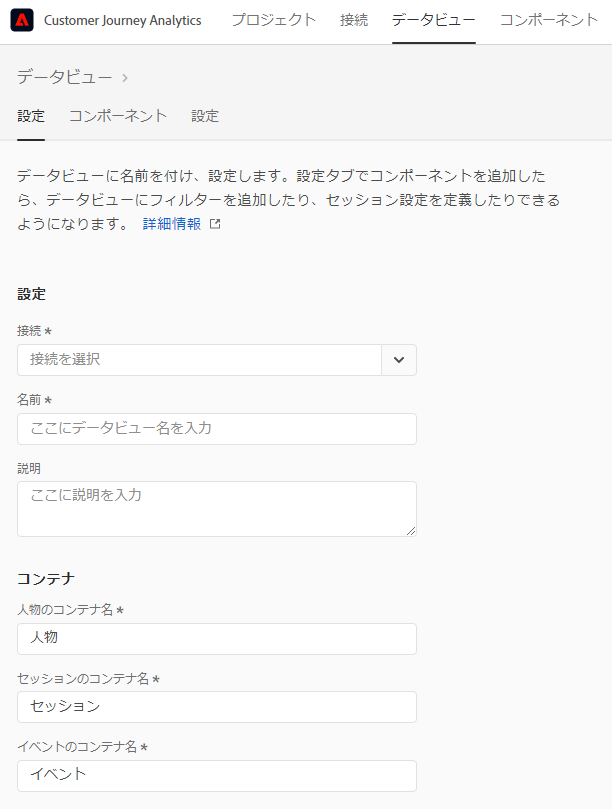 Customer Journey Analytics プロジェクト 接続 データビュー コンポーネント
データビュー
設定 コンポーネント 設定
データビューに名前を付け、設定します。設定タブでコンポーネントを追加した
ら、データビューにフィルターを追加したり、セッション設定を定義したりできる
ようになります。 詳細情報
設定
接続 *
接続を選択
名前 *
ここにデータビュー名を入力
説明
ここに説明を入力
コンテナ
人物のコンテナ名 *
人物
セッションのコンテナ名 *
セッション
イベントのコンテナ名 *
イベント